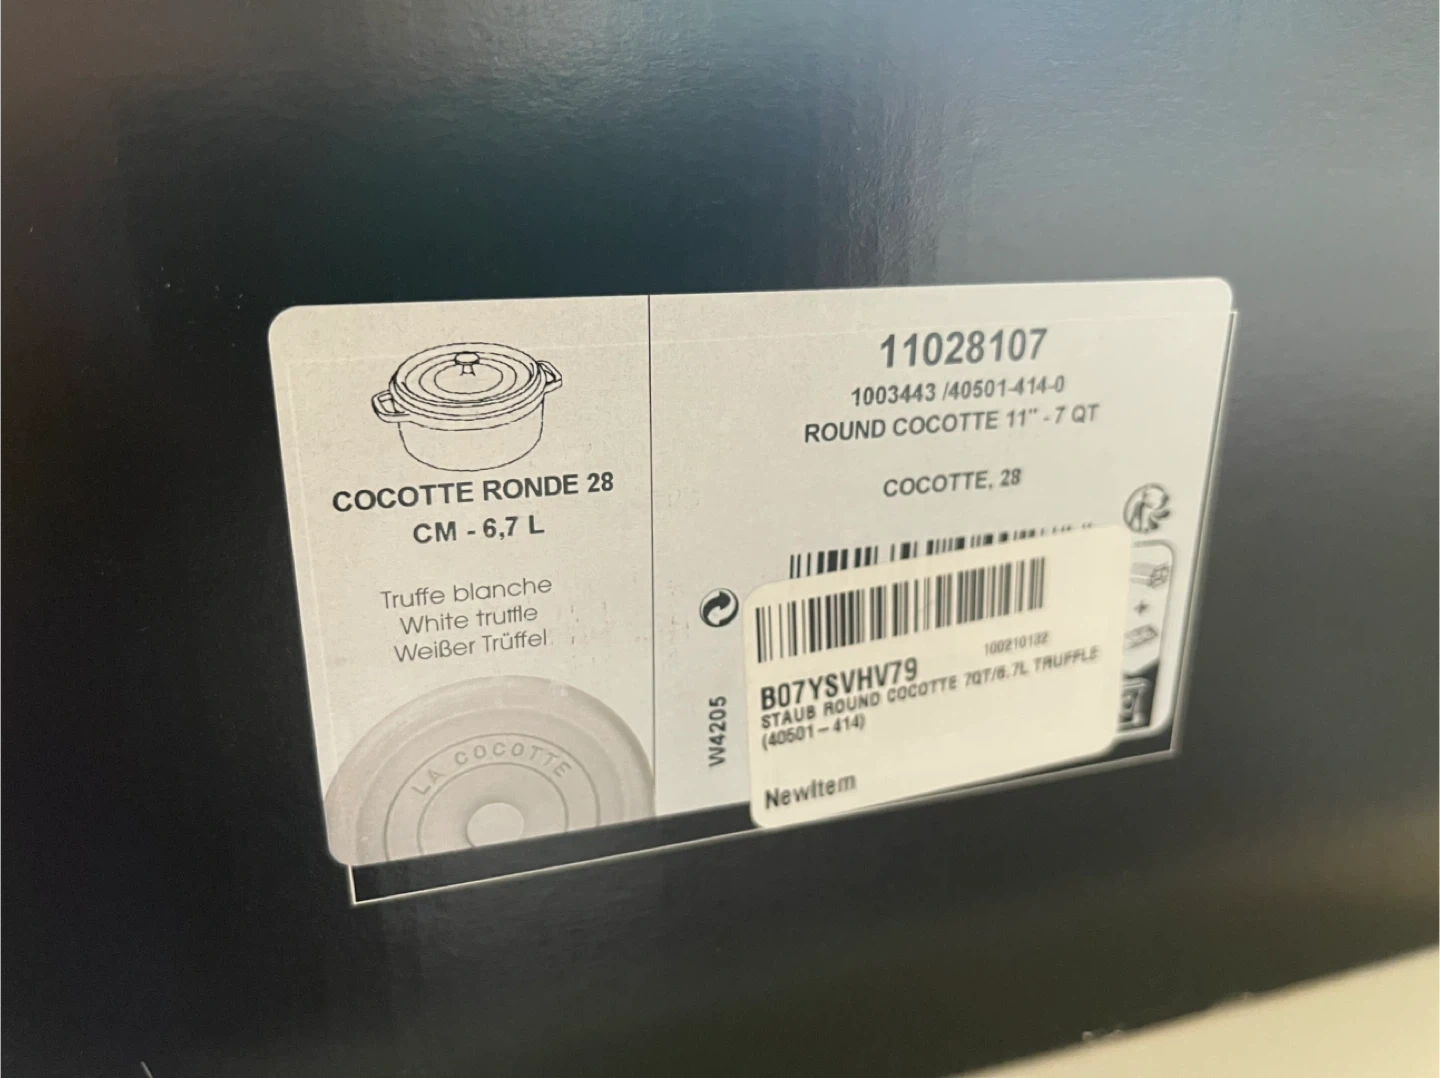 COCOTTE RONDE 28
CM - 6,7 L
Truffe blanche
White truffle
Weißer Trüffel
LA COCOTTE
11028107
1003443 /40501-414-0
ROUND COCOTTE 11" - 7 QT
COCOTTE, 28
W4205
100210132
B07YSVHV79
STAUB ROUND COCOTTE 7QT/6.7L TRUFFLE
(40501-414)
NewItem